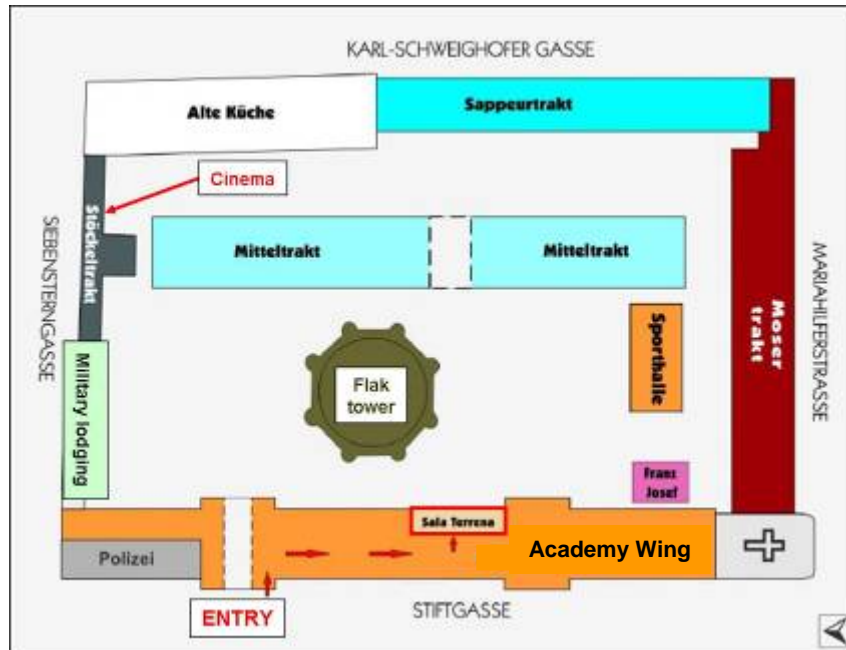 KARL-SCHWEIGHOFER GASSE
Alte Küche
Sappeurtrakt
Cinema
Stöckeltrakt
SIEBENSTERNGASSE
Mitteltrakt
Mitteltrakt
MARIAHILFERSTRASSE
Moser
trakt
Sporthalle
Military lodging
Flak
tower
Franz
Josef
Sala Terrena
Academy Wing
Polizei
ENTRY
STIFTGASSE